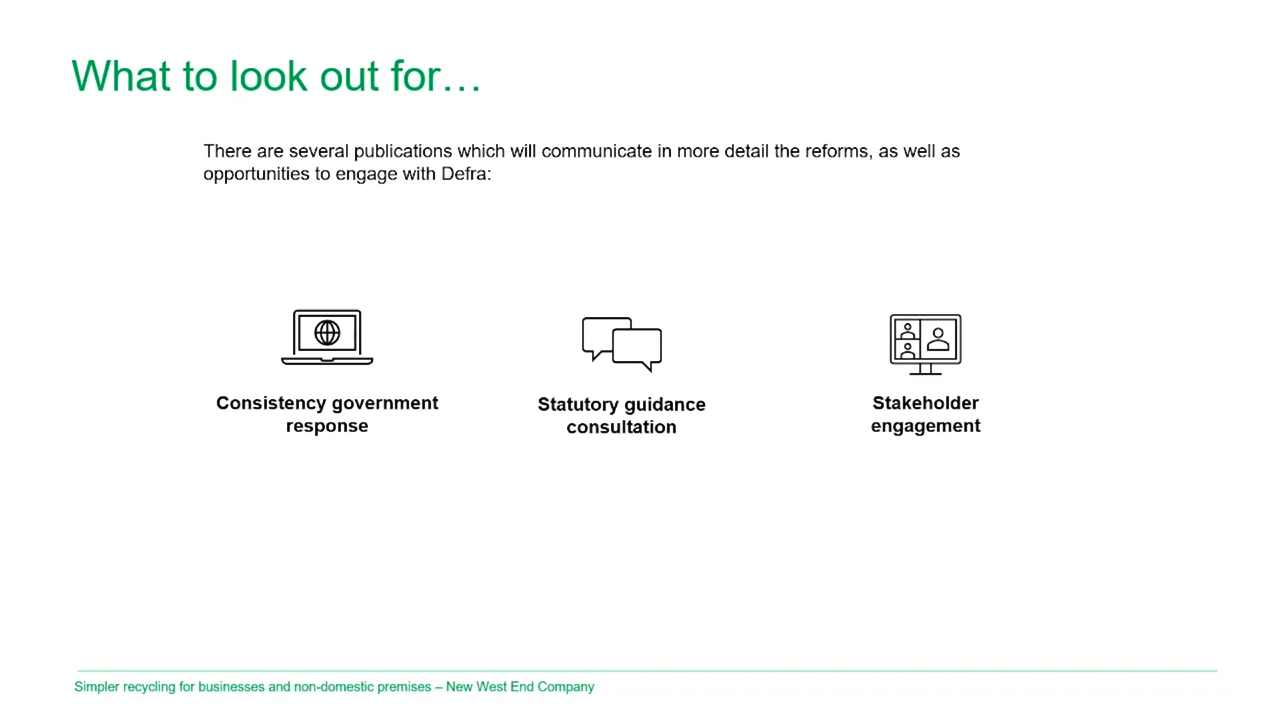 What to look out for…
There are several publications which will communicate in more detail the reforms, as well as
opportunities to engage with Defra:
Consistency government
response
Statutory guidance
consultation
Stakeholder
engagement
Simpler recycling for businesses and non-domestic premises – New West End Company